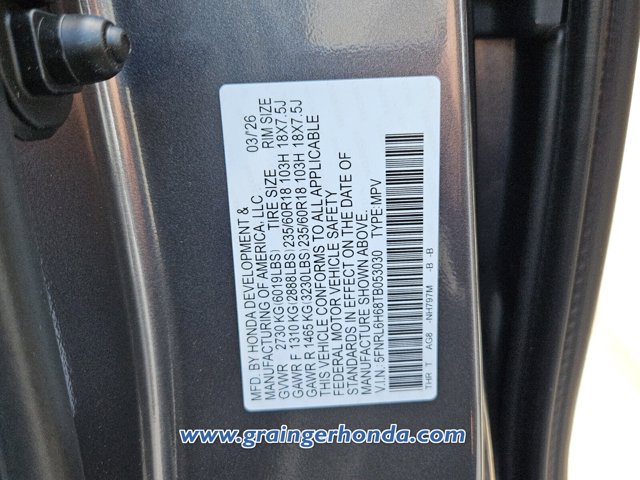 MFD. BY HONDA DEVELOPMENT & 03/'26
MANUFACTURING OF AMERICA, LLC
TIRE SIZE RIM SIZE
GVWR 2730 KG (6019LBS)
GAWR F 1310 KG (2888LBS) 235/60R18 103H 18X7.5J
GAWR R 1465 KG (3230LBS) 235/60R18 103H 18X7.5J
THIS VEHICLE CONFORMS TO ALL APPLICABLE
FEDERAL MOTOR VEHICLE SAFETY
STANDARDS IN EFFECT ON THE DATE OF
MANUFACTURE SHOWN ABOVE.
V.I.N. 5FNRL6H68TB053030 TYPE:MPV
THR T AG8 -NH797M -B -B
www.graingerhonda.com